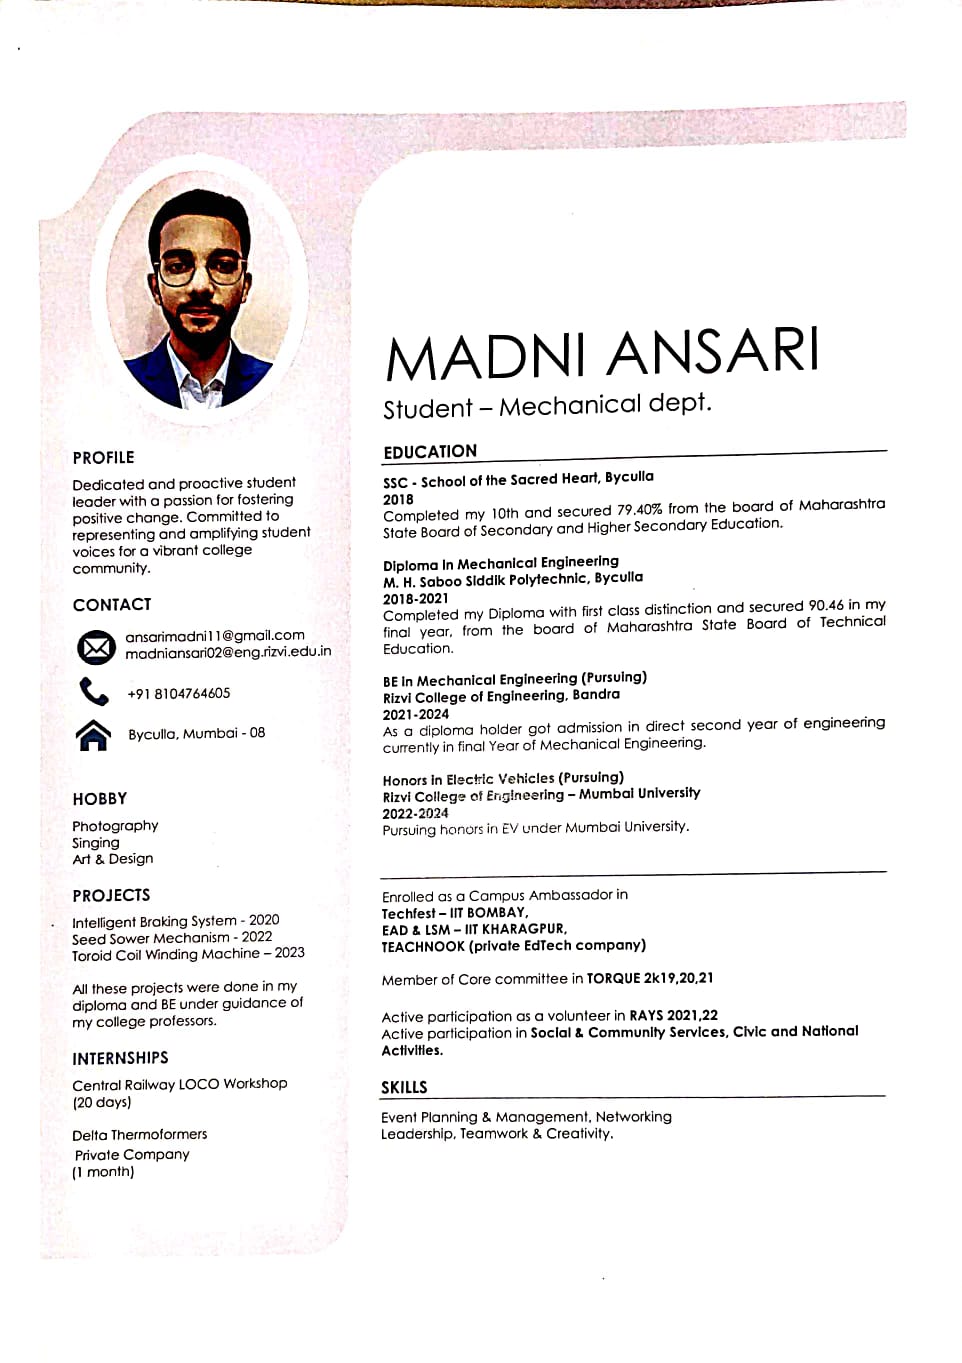 MADNI ANSARI
Student – Mechanical dept.
PROFILE
Dedicated and proactive student
leader with a passion for fostering
positive change. Committed to
representing and amplifying student
voices for a vibrant college
community.
CONTACT
ansarimadni11@gmail.com
madniansari02@eng.rizvi.edu.in
+91 8104764605
Byculla, Mumbai - 08
HOBBY
Photography
Singing
Art & Design
PROJECTS
Intelligent Braking System - 2020
Seed Sower Mechanism - 2022
Toroid Coil Winding Machine – 2023
All these projects were done in my
diploma and BE under guidance of
my college professors.
INTERNSHIPS
Central Railway LOCO Workshop
(20 days)
Delta Thermoformers
Private Company
(1 month)
EDUCATION
SSC - School of the Sacred Heart, Byculla
2018
Completed my 10th and secured 79.40% from the board of Maharashtra
State Board of Secondary and Higher Secondary Education.
Diploma in Mechanical Engineering
M. H. Saboo Siddik Polytechnic, Byculla
2018-2021
Completed my Diploma with first class distinction and secured 90.46 in my
final year, from the board of Maharashtra State Board of Technical
Education.
BE in Mechanical Engineering (Pursuing)
Rizvi College of Engineering, Bandra
2021-2024
As a diploma holder got admission in direct second year of engineering
currently in final Year of Mechanical Engineering.
Honors in Electric Vehicles (Pursuing)
Rizvi College of Engineering – Mumbai University
2022-2024
Pursuing honors in EV under Mumbai University.
Enrolled as a Campus Ambassador in
Techfest – IIT BOMBAY,
EAD & LSM – IIT KHARAGPUR,
TEACHNOOK (private EdTech company)
Member of Core committee in TORQUE 2k19,20,21
Active participation as a volunteer in RAYS 2021,22
Active participation in Social & Community Services, Civic and National
Activities.
SKILLS
Event Planning & Management, Networking
Leadership, Teamwork & Creativity.